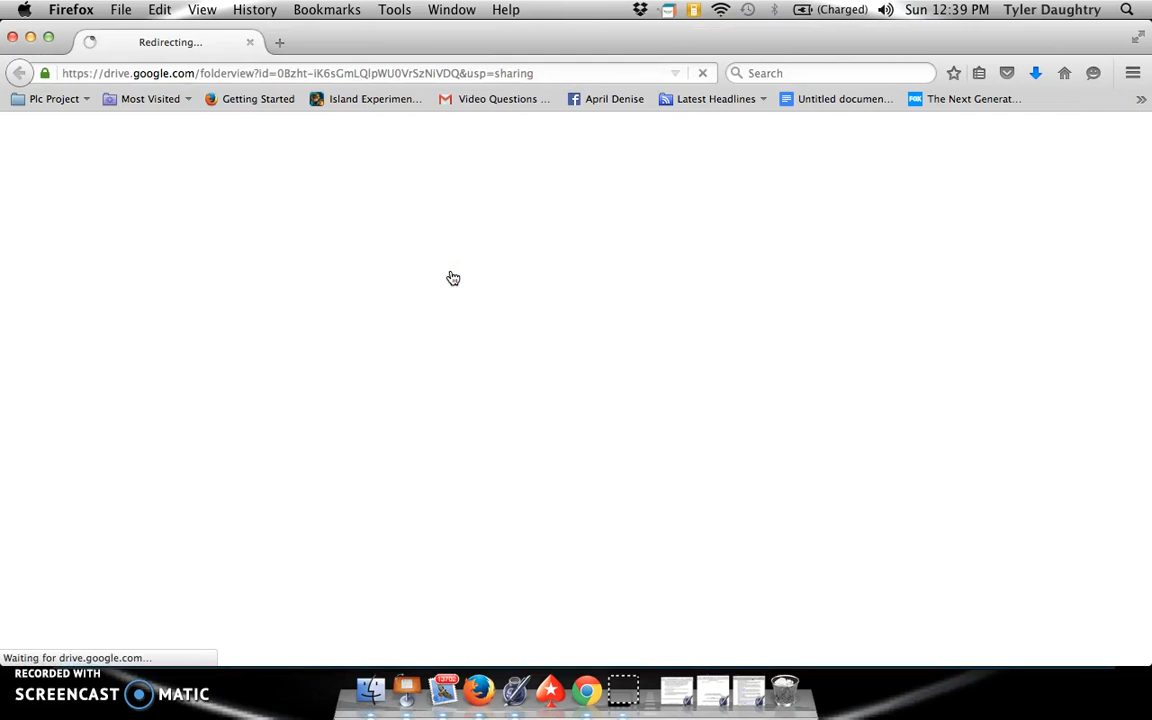 Firefox File Edit View History Bookmarks Tools Window Help (Charged) Sun 12:39 PM Tyler Daughtry
Redirecting...
https://drive.google.com/folderview?id=0Bzht-iK6sGmLQlpWU0VrSzNiVDQ&usp=sharing Search
Plc Project Most Visited Getting Started Island Experimen... Video Questions ... April Denise Latest Headlines Untitled documen... The Next Generat...
Waiting for drive.google.com...
RECORDED WITH
SCREENCAST MATIC
13702